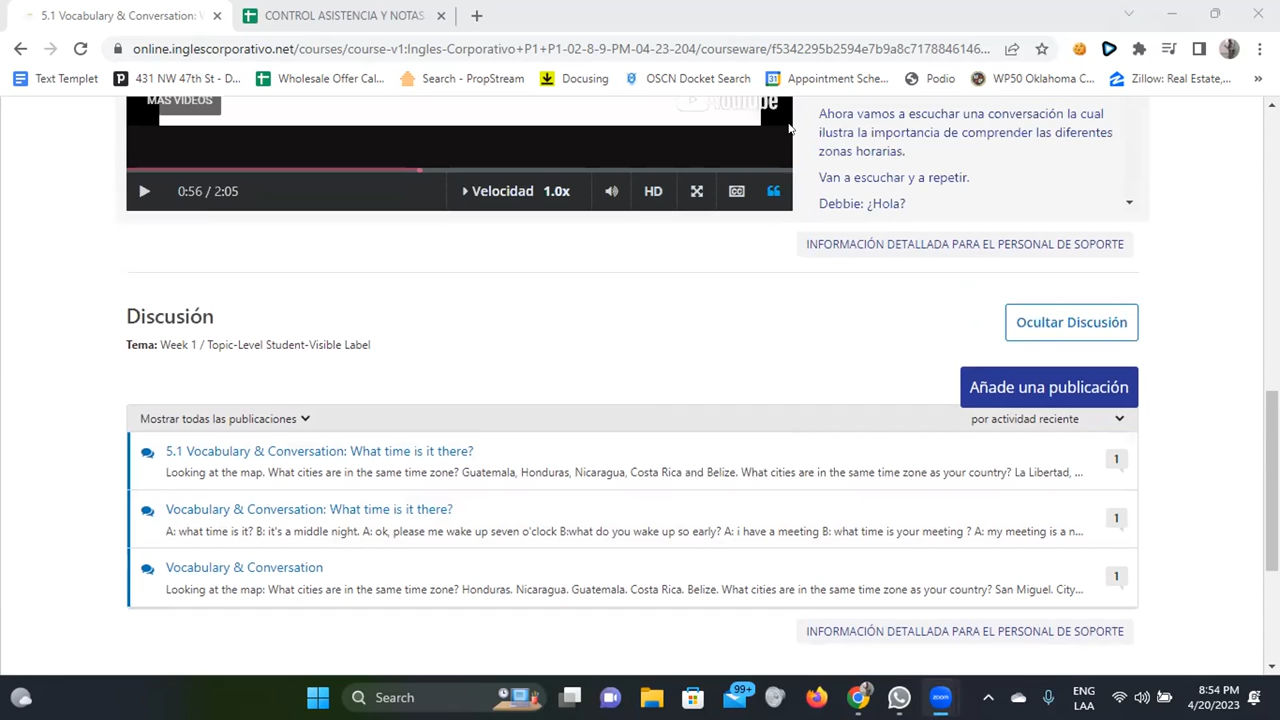 5.1 Vocabulary & Conversation: V
CONTROL ASISTENCIA Y NOTAS
online.inglescorporativo.net/courses/course-v1:Ingles-Corporativo+P1+P1-02-8-9-PM-04-23-204/courseware/f5342295b2594e7b9a8c7178846146...
Text Templet
431 NW 47th St - D...
Wholesale Offer Cal...
Search - PropStream
Docusing
OSCN Docket Search
Appointment Sche...
Podio
WP50 Oklahoma C...
Zillow: Real Estate,...
MÁS VIDEOS
YouTube
Ahora vamos a escuchar una conversación la cual
ilustra la importancia de comprender las diferentes
zonas horarias.
Van a escuchar y a repetir.
Debbie: ¿Hola?
0:56 / 2:05
Velocidad 1.0x
HD
INFORMACIÓN DETALLADA PARA EL PERSONAL DE SOPORTE
Discusión
Ocultar Discusión
Tema: Week 1 / Topic-Level Student-Visible Label
Añade una publicación
Mostrar todas las publicaciones
por actividad reciente
5.1 Vocabulary & Conversation: What time is it there?
Looking at the map. What cities are in the same time zone? Guatemala, Honduras, Nicaragua, Costa Rica and Belize. What cities are in the same time zone as your country? La Libertad, ...
1
Vocabulary & Conversation: What time is it there?
A: what time is it? B: it's a middle night. A: ok, please me wake up seven o'clock B:what do you wake up so early? A: i have a meeting B: what time is your meeting ? A: my meeting is a n...
1
Vocabulary & Conversation
Looking at the map: What cities are in the same time zone? Honduras. Nicaragua. Guatemala. Costa Rica. Belize. What cities are in the same time zone as your country? San Miguel. City...
1
INFORMACIÓN DETALLADA PARA EL PERSONAL DE SOPORTE
Search
99+
zoom
ENG
LAA
8:54 PM
4/20/2023